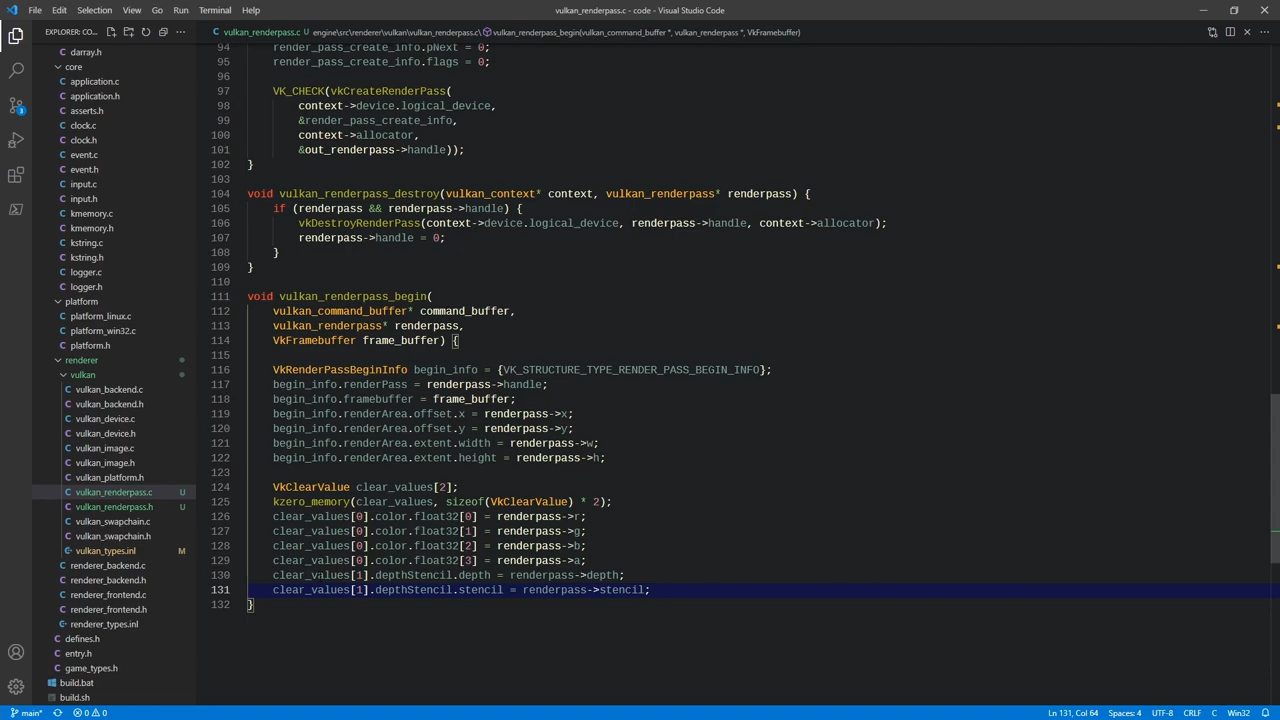 File Edit Selection View Go Run Terminal Help
vulkan_renderpass.c - code - Visual Studio Code
EXPLORER: CO...
vulkan_renderpass.c U
engine\src\renderer\vulkan\vulkan_renderpass.c
vulkan_renderpass_begin(vulkan_command_buffer *, vulkan_renderpass *, VkFramebuffer)
darray.h
core
application.c
application.h
asserts.h
clock.c
clock.h
event.c
event.h
input.c
input.h
kmemory.c
kmemory.h
kstring.c
kstring.h
logger.c
logger.h
platform
platform_linux.c
platform_win32.c
platform.h
renderer
vulkan
vulkan_backend.c
vulkan_backend.h
vulkan_device.c
vulkan_device.h
vulkan_image.c
vulkan_image.h
vulkan_platform.h
vulkan_renderpass.c U
vulkan_renderpass.h U
vulkan_swapchain.c
vulkan_swapchain.h
vulkan_types.inl M
renderer_backend.c
renderer_backend.h
renderer_frontend.c
renderer_frontend.h
renderer_types.inl
defines.h
entry.h
game_types.h
build.bat
build.sh
94 render_pass_create_info.pNext = 0;
95 render_pass_create_info.flags = 0;
96
97 VK_CHECK(vkCreateRenderPass(
98 context->device.logical_device,
99 &render_pass_create_info,
100 context->allocator,
101 &out_renderpass->handle));
102 }
103
104 void vulkan_renderpass_destroy(vulkan_context* context, vulkan_renderpass* renderpass) {
105 if (renderpass && renderpass->handle) {
106 vkDestroyRenderPass(context->device.logical_device, renderpass->handle, context->allocator);
107 renderpass->handle = 0;
108 }
109 }
110
111 void vulkan_renderpass_begin(
112 vulkan_command_buffer* command_buffer,
113 vulkan_renderpass* renderpass,
114 VkFramebuffer frame_buffer) {
115
116 VkRenderPassBeginInfo begin_info = {VK_STRUCTURE_TYPE_RENDER_PASS_BEGIN_INFO};
117 begin_info.renderPass = renderpass->handle;
118 begin_info.framebuffer = frame_buffer;
119 begin_info.renderArea.offset.x = renderpass->x;
120 begin_info.renderArea.offset.y = renderpass->y;
121 begin_info.renderArea.extent.width = renderpass->w;
122 begin_info.renderArea.extent.height = renderpass->h;
123
124 VkClearValue clear_values[2];
125 kzero_memory(clear_values, sizeof(VkClearValue) * 2);
126 clear_values[0].color.float32[0] = renderpass->r;
127 clear_values[0].color.float32[1] = renderpass->g;
128 clear_values[0].color.float32[2] = renderpass->b;
129 clear_values[0].color.float32[3] = renderpass->a;
130 clear_values[1].depthStencil.depth = renderpass->depth;
131 clear_values[1].depthStencil.stencil = renderpass->stencil;
132 }
main* 0 0 Ln 131, Col 64 Spaces: 4 UTF-8 CRLF C Win32